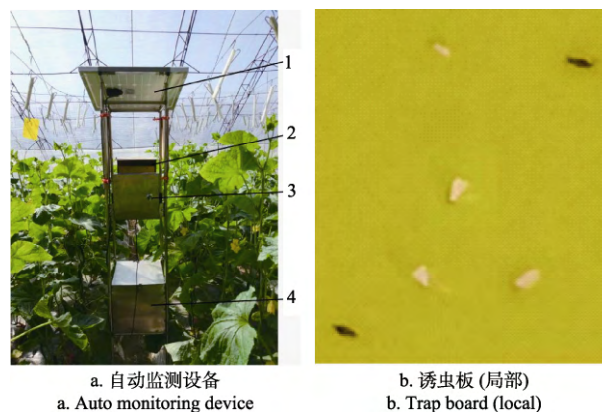 1
2
3
4
a. 自动监测设备
a. Auto monitoring device
b. 诱虫板 (局部)
b. Trap board (local)